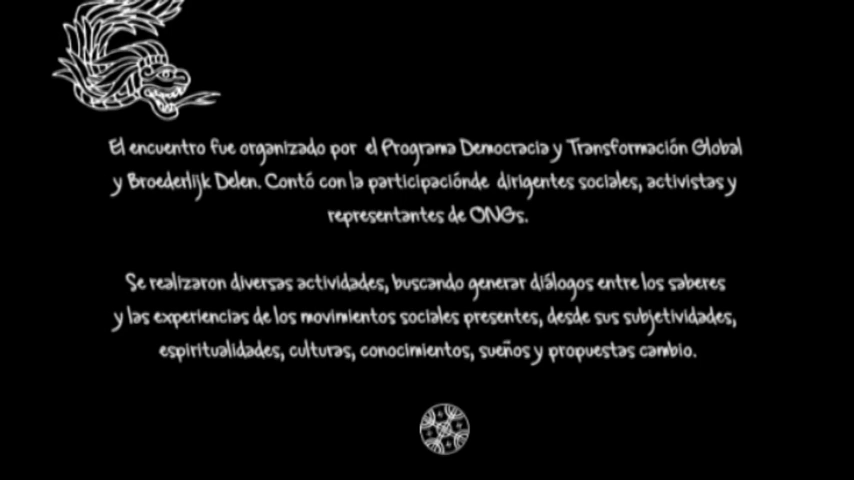 El encuentro fue organizado por el Programa Democracia y Transformación Global
y Broederlijk Delen. Contó con la participaciónde dirigentes sociales, activistas y
representantes de ONGs.
Se realizaron diversas actividades, buscando generar diálogos entre los saberes
y las experiencias de los movimientos sociales presentes, desde sus subjetividades,
espiritualidades, culturas, conocimientos, sueños y propuestas cambio.